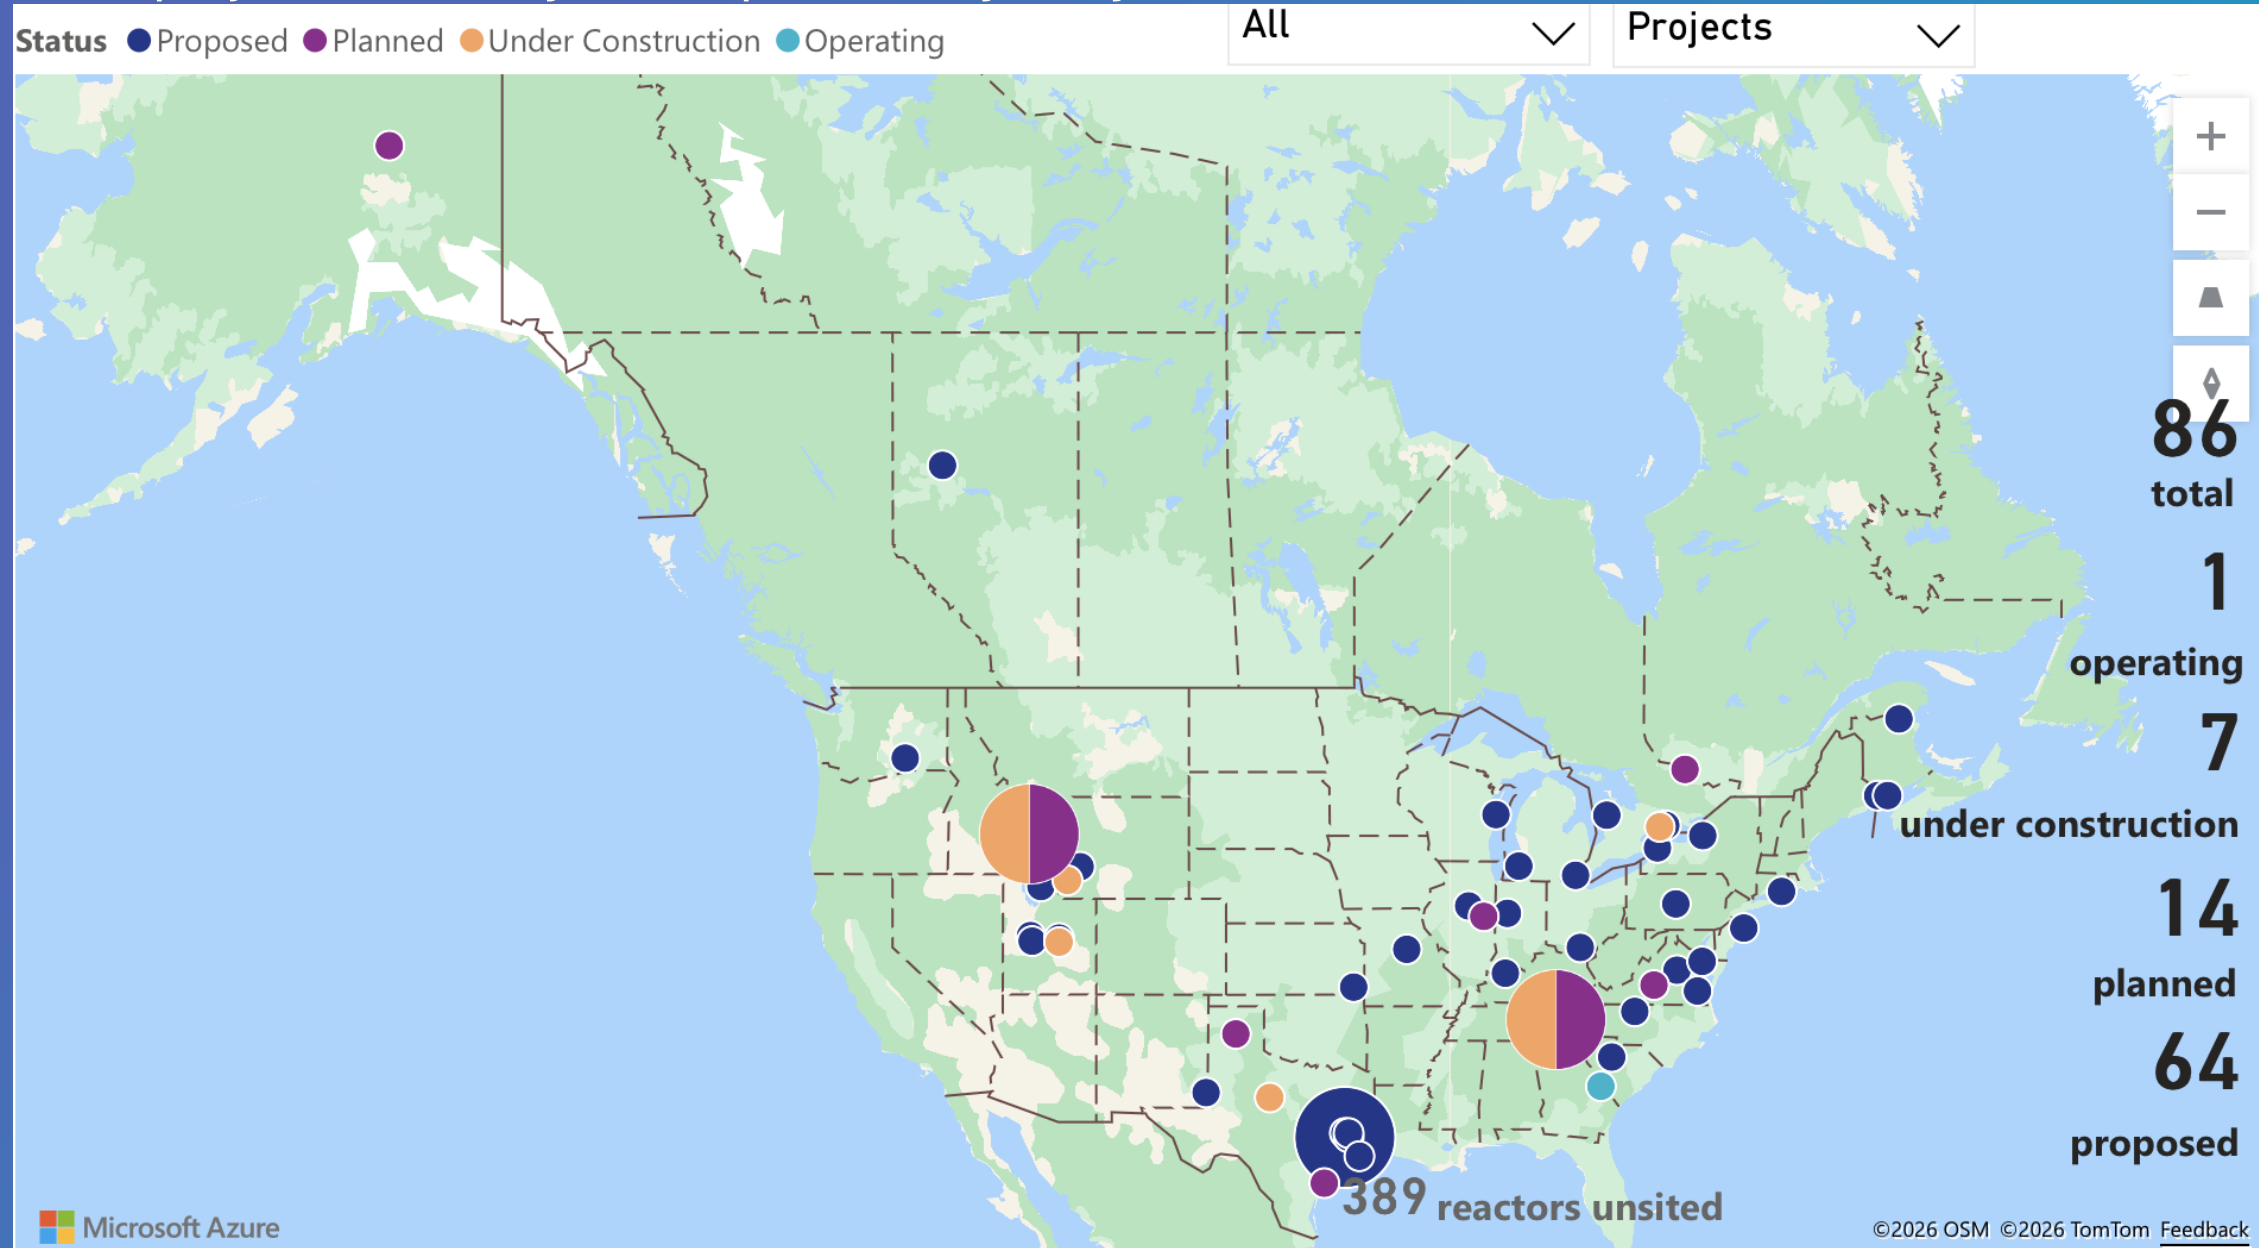 Status Proposed Planned Under Construction Operating
All
Projects
86
total
1
operating
7
under construction
14
planned
64
proposed
389 reactors unsited
Microsoft Azure
©2026 OSM ©2026 TomTom Feedback